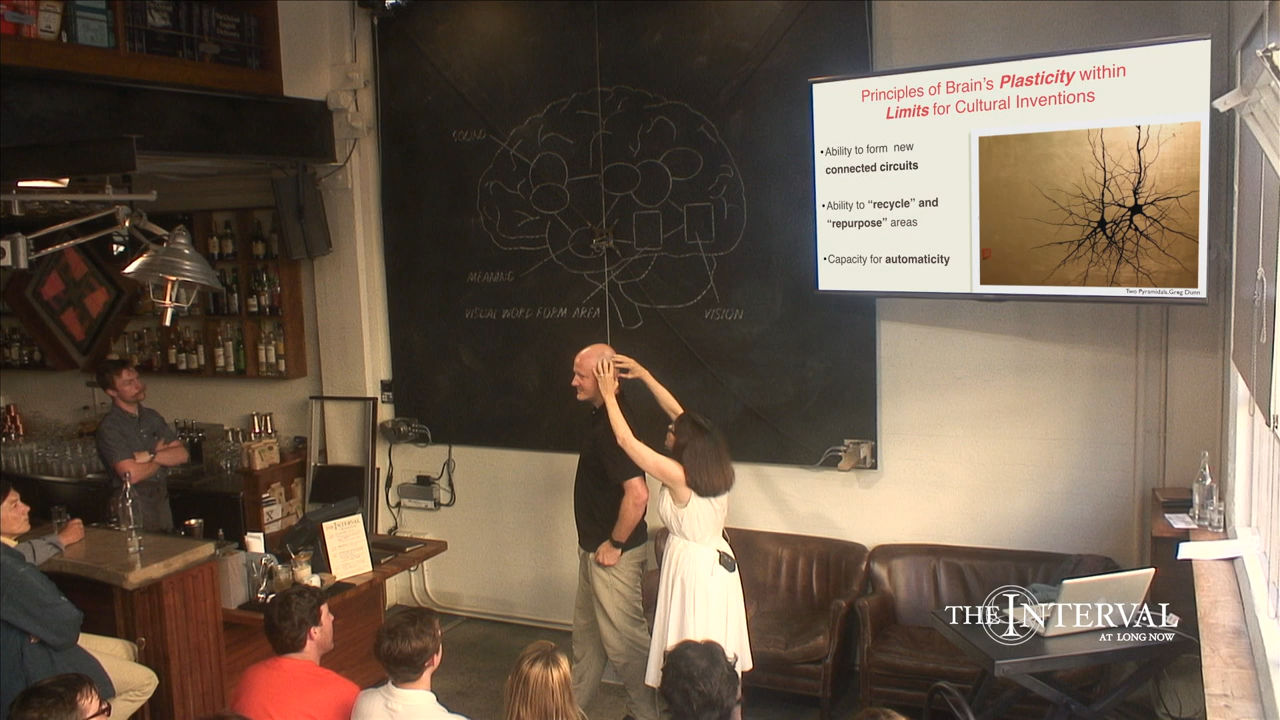 SOUND
MEANING
VISUAL WORD FORM AREA
VISION
Principles of Brain's Plasticity within
Limits for Cultural Inventions
•Ability to form new
connected circuits
•Ability to "recycle" and
"repurpose" areas
•Capacity for automaticity
Two Pyramidals, Greg Dunn
THE INTERVAL
THE INTERVAL
AT LONG NOW